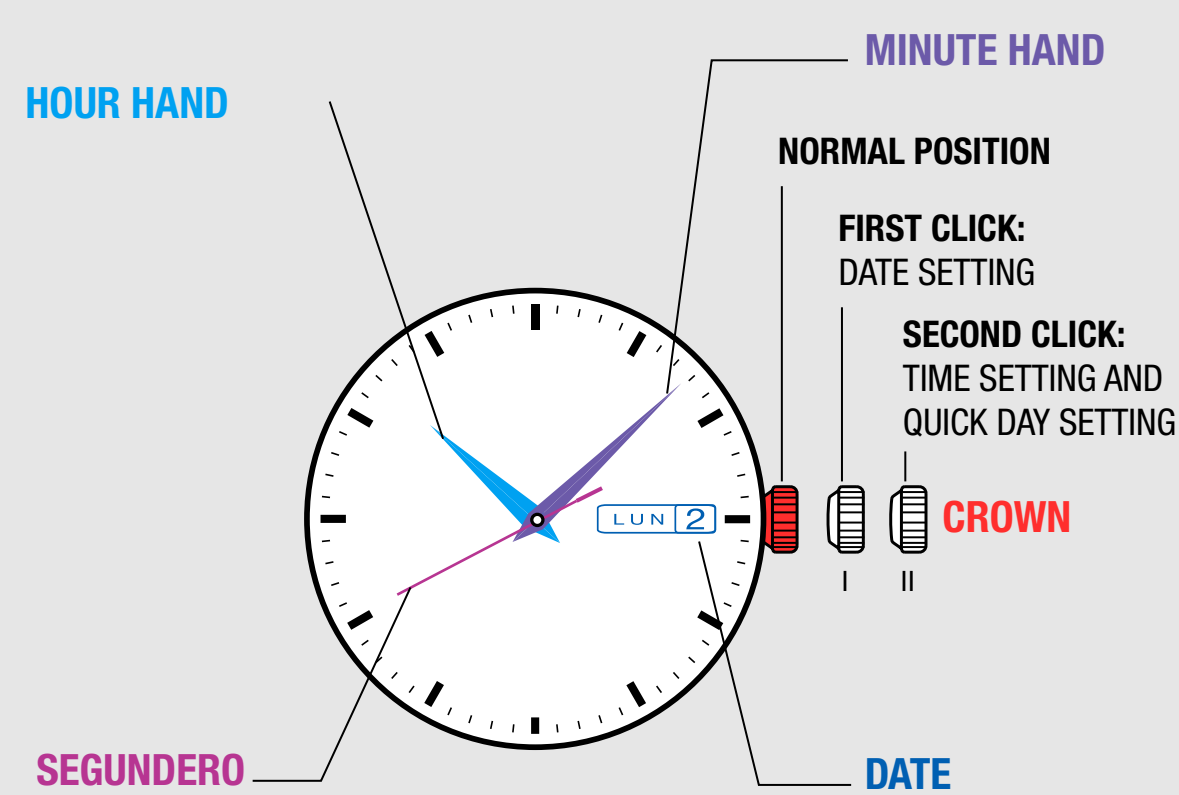 MINUTE HAND
HOUR HAND
NORMAL POSITION
FIRST CLICK:
DATE SETTING
SECOND CLICK:
TIME SETTING AND
QUICK DAY SETTING
LUN 2
CROWN
I II
SEGUNDERO
DATE